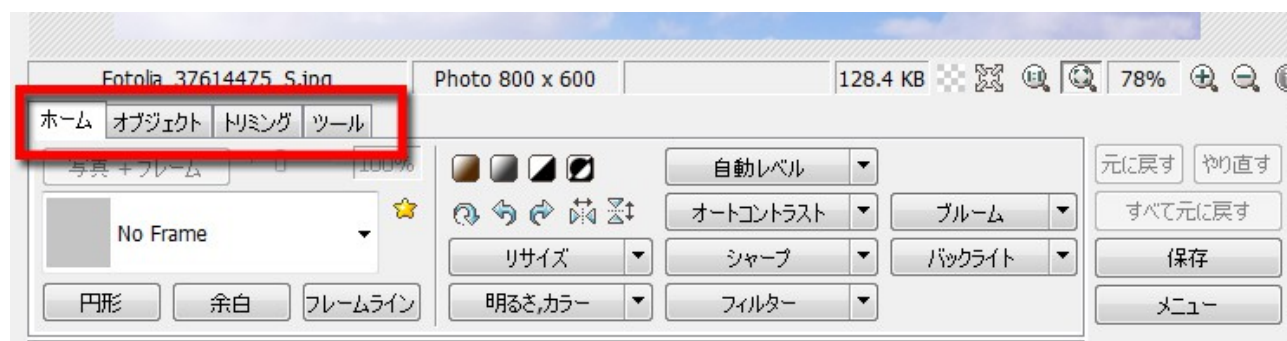 Fotolia_37614475_S.jpg Photo 800 x 600 128.4 KB 78%
ホーム オブジェクト トリミング ツール
写真 + フレーム 100% 自動レベル 元に戻す やり直す
No Frame オートコントラスト ブルーム すべて元に戻す
リサイズ シャープ バックライト 保存
円形 余白 フレームライン 明るさ,カラー フィルター メニュー